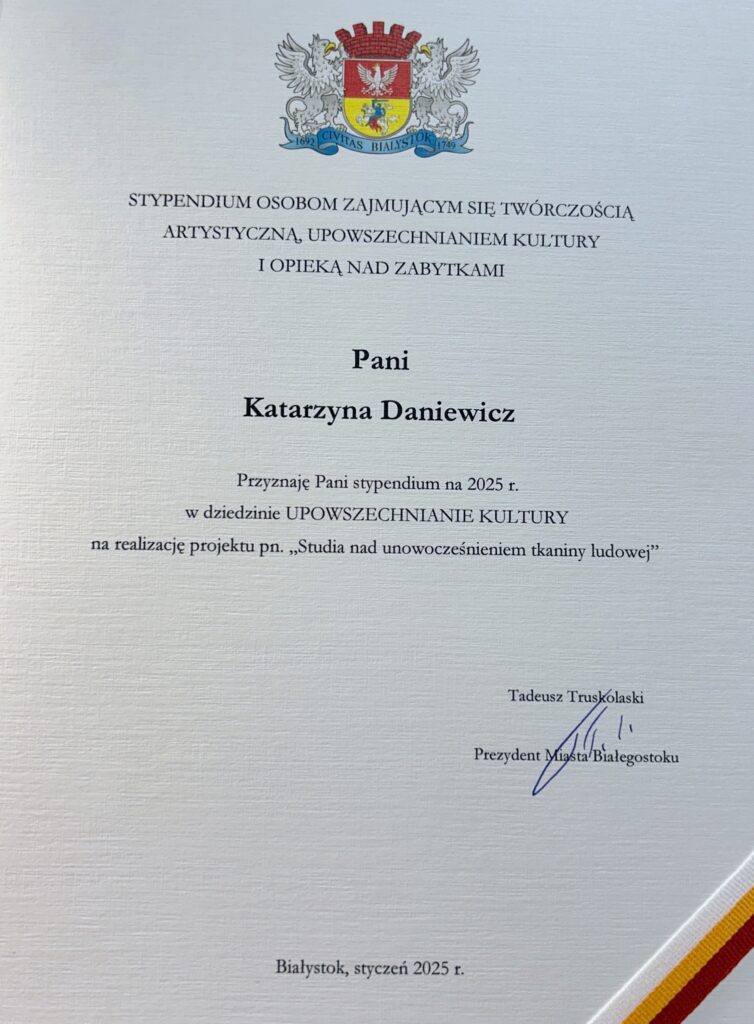 1692 CIVITAS BIAŁYSTOK 1749
STYPENDIUM OSOBOM ZAJMUJĄCYM SIĘ TWÓRCZOŚCIĄ
ARTYSTYCZNĄ, UPOWSZECHNIANIEM KULTURY
I OPIEKĄ NAD ZABYTKAMI
Pani
Katarzyna Daniewicz
Przyznaję Pani stypendium na 2025 r.
w dziedzinie UPOWSZECHNIANIE KULTURY
na realizację projektu pn. „Studia nad unowocześnieniem tkaniny ludowej”
Tadeusz Truskolaski
Prezydent Miasta Białegostoku
Białystok, styczeń 2025 r.